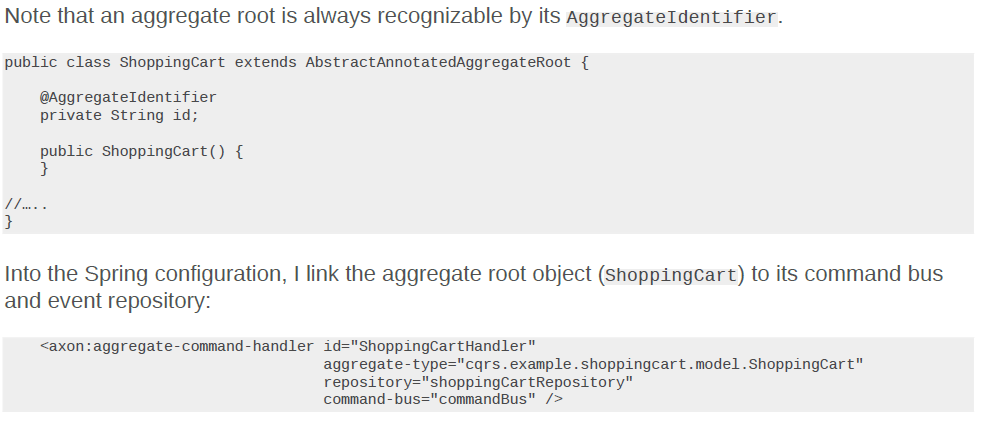 Note that an aggregate root is always recognizable by its AggregateIdentifier.
public class ShoppingCart extends AbstractAnnotatedAggregateRoot {
    @AggregateIdentifier
    private String id;
    public ShoppingCart() {
    }
//…..
}
Into the Spring configuration, I link the aggregate root object (ShoppingCart) to its command bus
and event repository:
    <axon:aggregate-command-handler id="ShoppingCartHandler"
                                    aggregate-type="cqrs.example.shoppingcart.model.ShoppingCart"
                                    repository="shoppingCartRepository"
                                    command-bus="commandBus" />